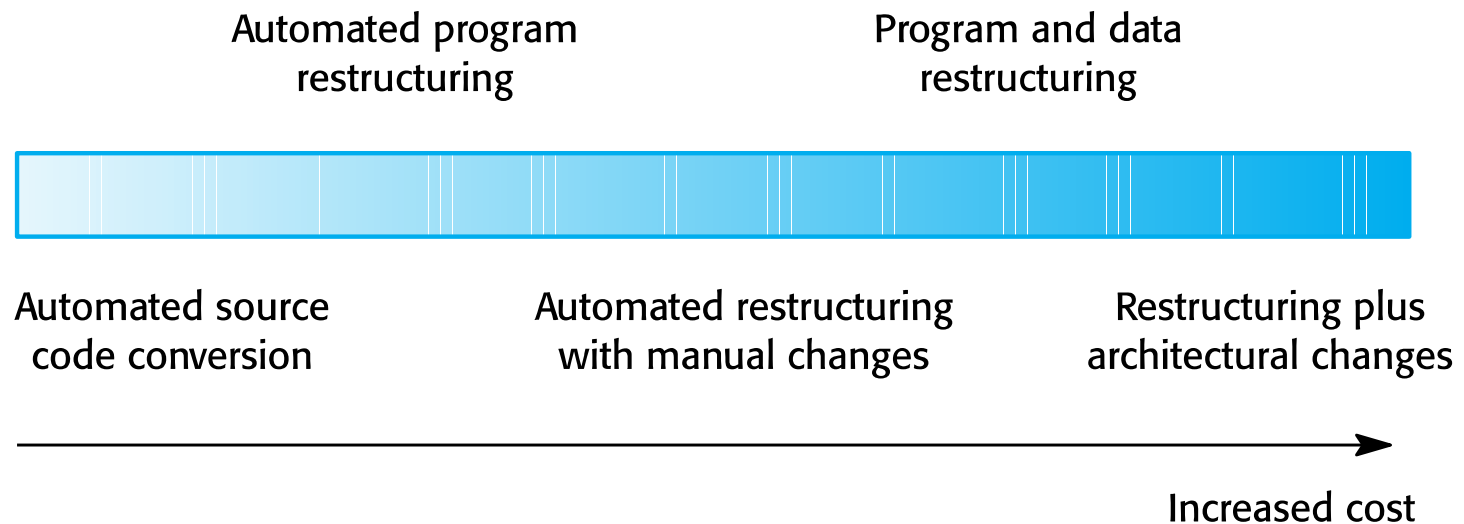 Automated program
restructuring
Program and data
restructuring
Automated source
code conversion
Automated restructuring
with manual changes
Restructuring plus
architectural changes
Increased cost